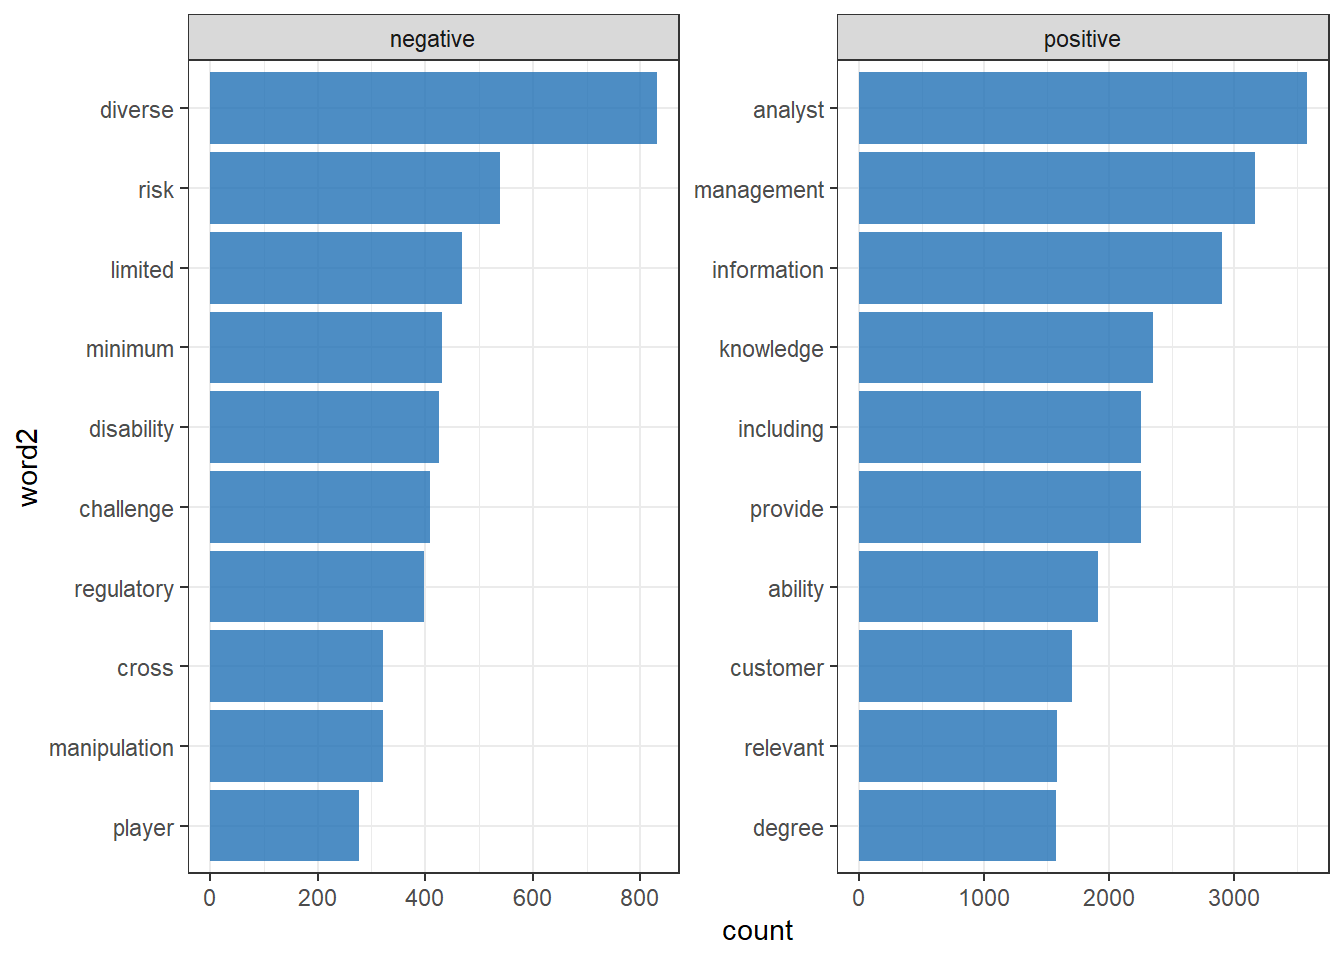 negative
positive
diverse
risk
limited
minimum
disability
challenge
regulatory
cross
manipulation
player
analyst
management
information
knowledge
including
provide
ability
customer
relevant
degree
word2
0 200 400 600 800
0 1000 2000 3000
count